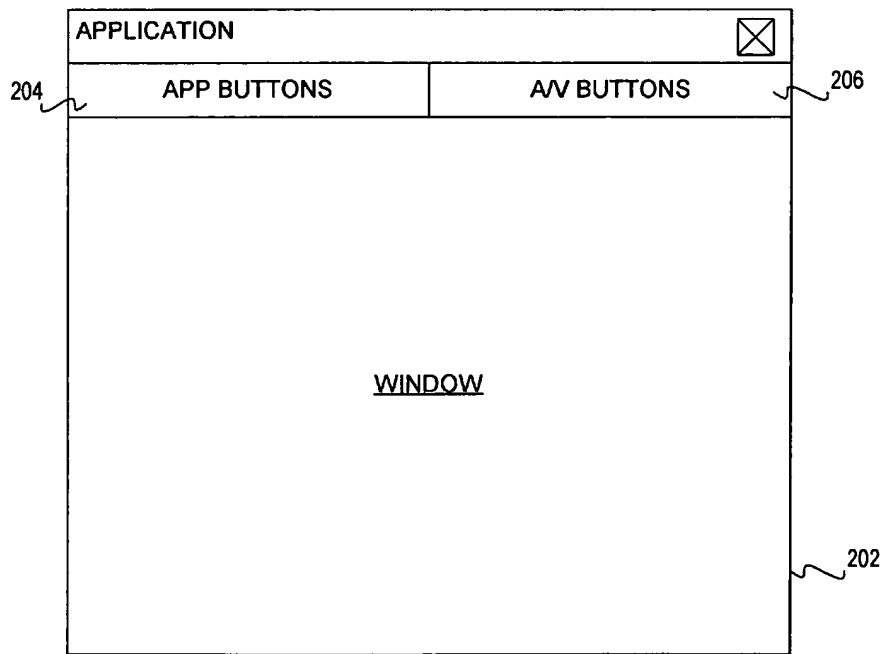 APPLICATION
204
APP BUTTONS
A/V BUTTONS
206
WINDOW
202